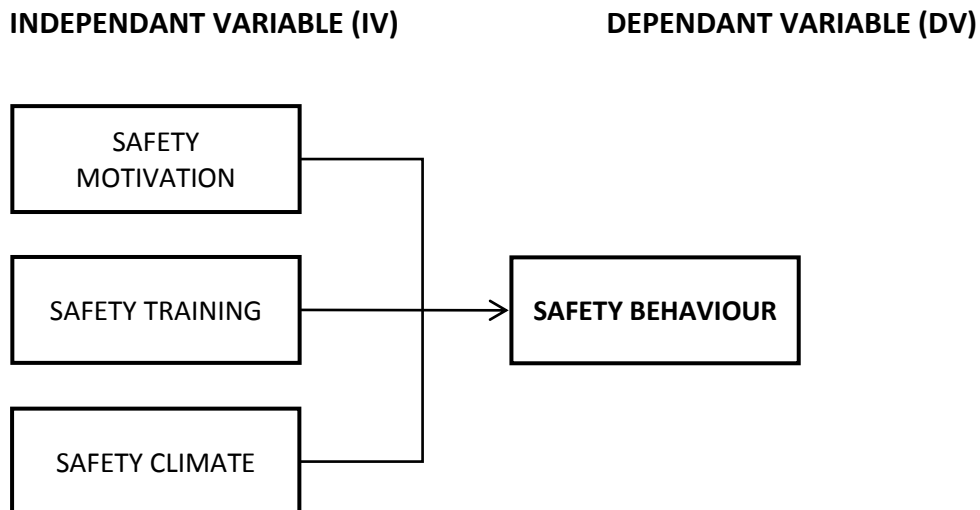 INDEPENDANT VARIABLE (IV)
DEPENDANT VARIABLE (DV)
SAFETY
MOTIVATION
SAFETY TRAINING
SAFETY BEHAVIOUR
SAFETY CLIMATE